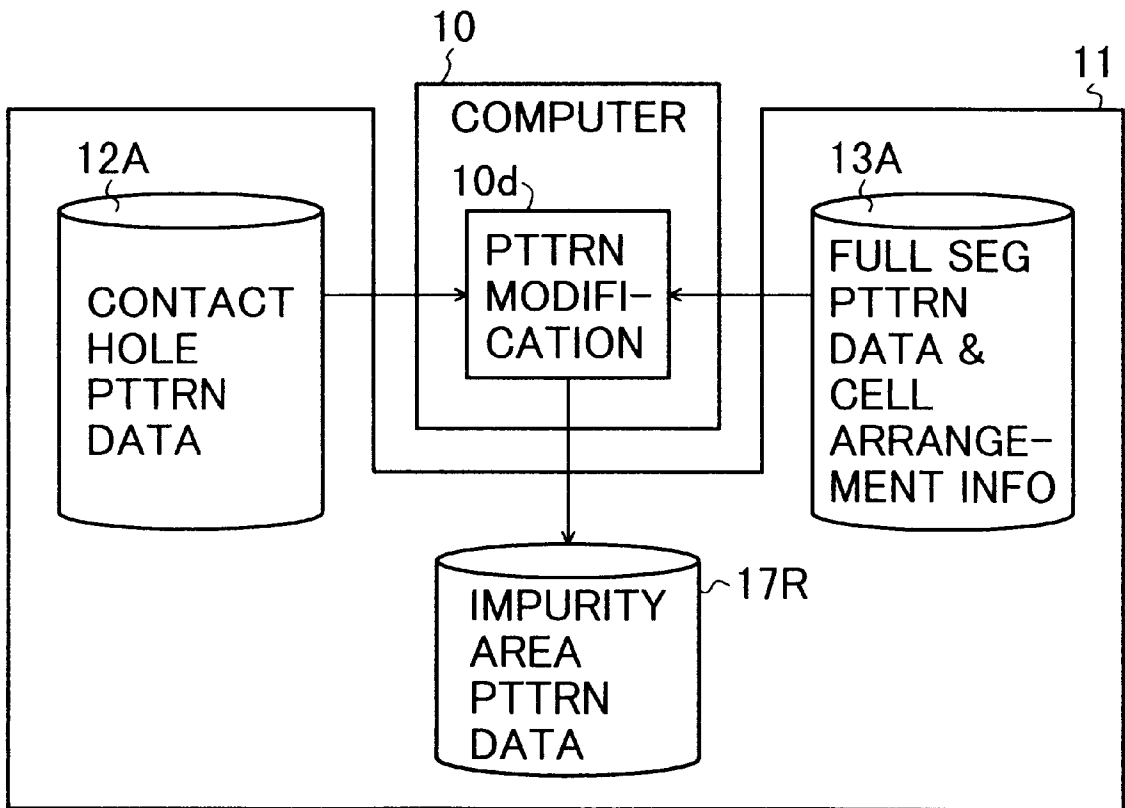 10
11
COMPUTER
12A
10d
13A
PTTRN
MODIFI-
CATION
CONTACT
HOLE
PTTRN
DATA
FULL SEG
PTTRN
DATA &
CELL
ARRANGE-
MENT INFO
17R
IMPURITY
AREA
PTTRN
DATA